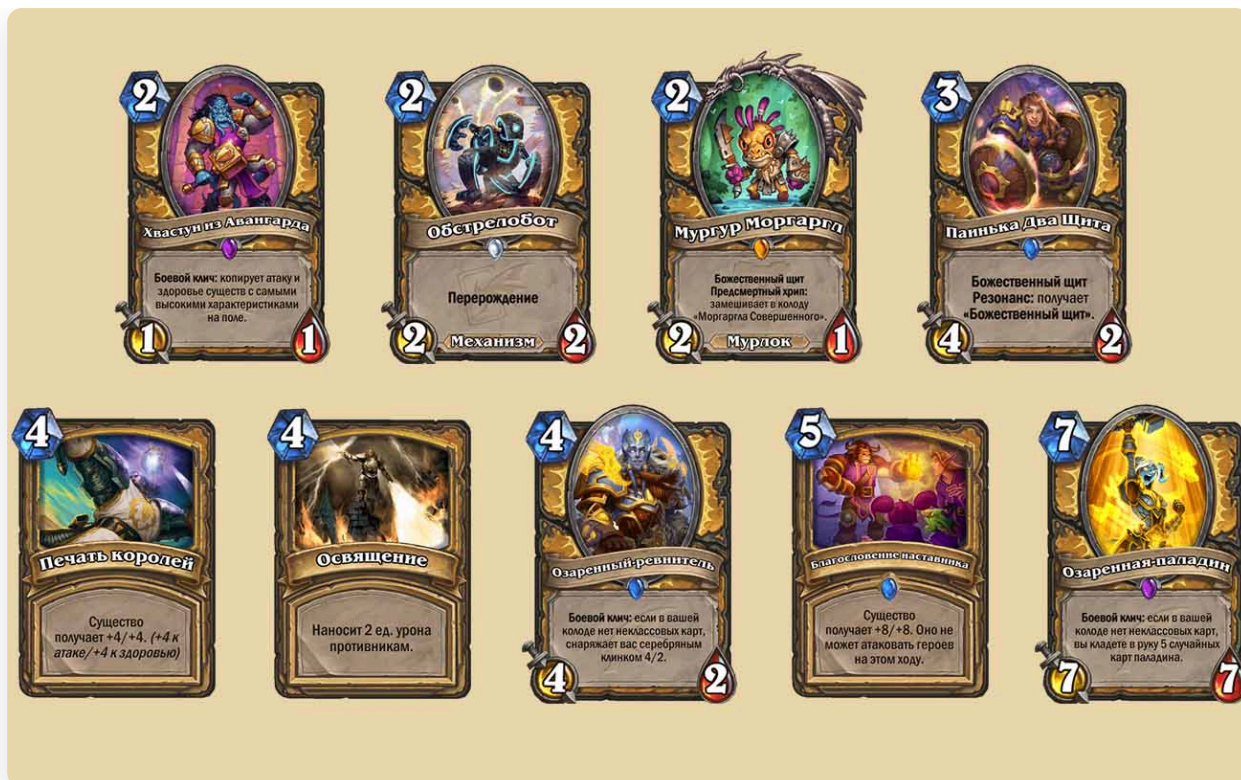 2
Хвастун из Авангарда
Боевой клич: копирует атаку и
здоровье существ с самыми
высокими характеристиками
на поле.
1
1
2
Обстрелобот
Перерождение
2
Механизм
2
2
Мургур Моргаргл
Божественный щит
Предсмертный хрип:
замешивает в колоду
«Моргаргла Совершенного».
2
Мурлок
1
3
Паинька Два Щита
Божественный щит
Резонанс: получает
«Божественный щит».
4
2
4
Печать королей
Существо
получает +4/+4. (+4 к
атаке/+4 к здоровью)
4
Освящение
Наносит 2 ед. урона
противникам.
4
Озаренный-ревнитель
Боевой клич: если в вашей
колоде нет неклассовых карт,
снаряжает вас серебряным
клинком 4/2.
4
2
5
Благословение наставника
Существо
получает +8/+8. Оно не
может атаковать героев
на этом ходу.
7
Озаренная-паладин
Боевой клич: если в вашей
колоде нет неклассовых карт,
вы кладете в руку 5 случайных
карт паладина.
7
7